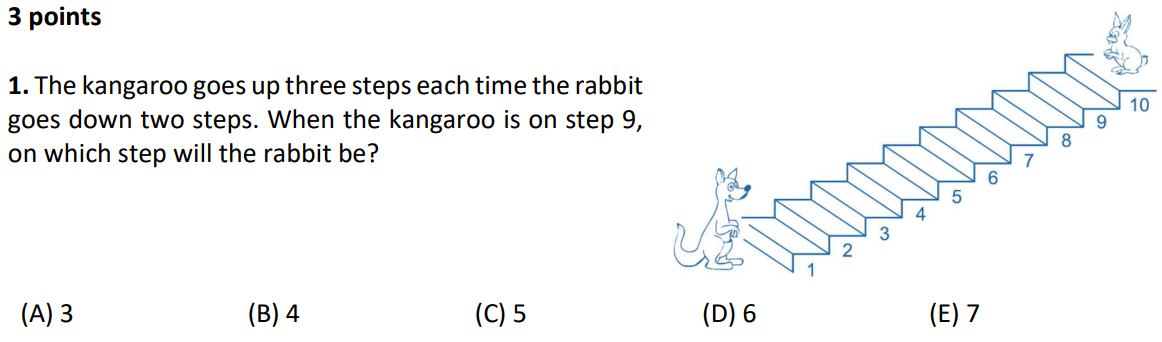 3 points
1. The kangaroo goes up three steps each time the rabbit
goes down two steps. When the kangaroo is on step 9,
on which step will the rabbit be?
1
2
3
4
5
6
7
8
9
10
(A) 3 (B) 4 (C) 5 (D) 6 (E) 7